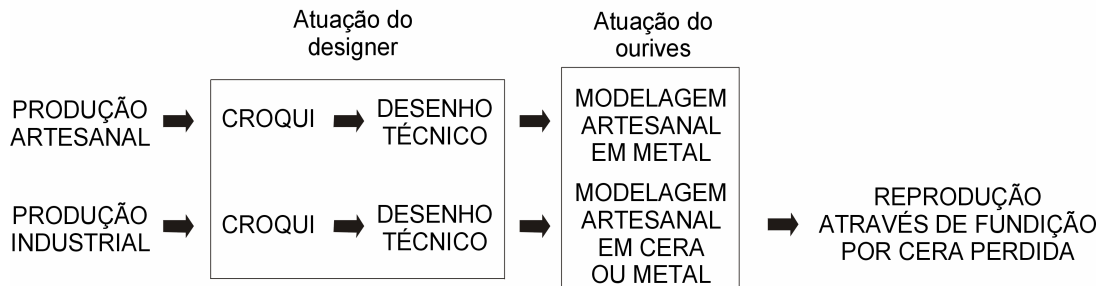 Atuação do
designer
Atuação do
ourives
PRODUÇÃO
ARTESANAL
CROQUI
DESENHO
TÉCNICO
MODELAGEM
ARTESANAL
EM METAL
PRODUÇÃO
INDUSTRIAL
CROQUI
DESENHO
TÉCNICO
MODELAGEM
ARTESANAL
EM CERA
OU METAL
REPRODUÇÃO
ATRAVÉS DE FUNDIÇÃO
POR CERA PERDIDA